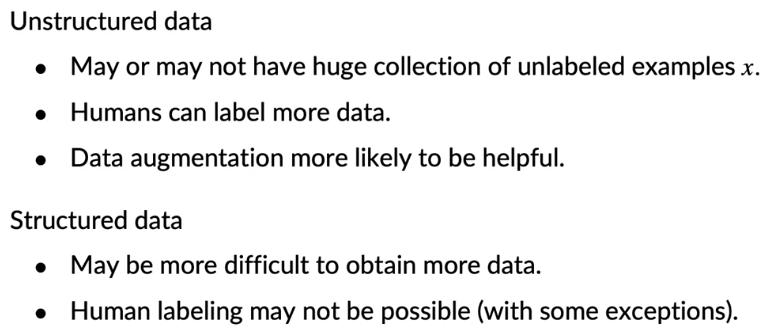 Unstructured data
• May or may not have huge collection of unlabeled examples x.
• Humans can label more data.
• Data augmentation more likely to be helpful.
Structured data
• May be more difficult to obtain more data.
• Human labeling may not be possible (with some exceptions).